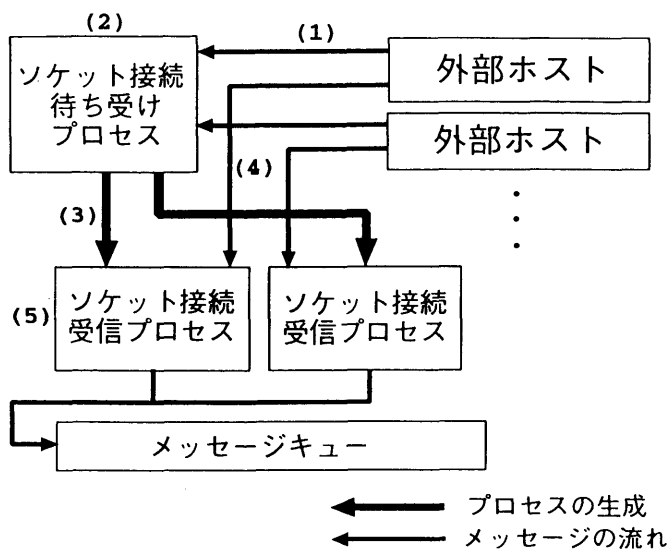 (2)
(1)
ソケット接続
待ち受け
プロセス
外部ホスト
外部ホスト
(4)
(3)
(5)
ソケット接続
受信プロセス
ソケット接続
受信プロセス
メッセージキュー
プロセスの生成
メッセージの流れ